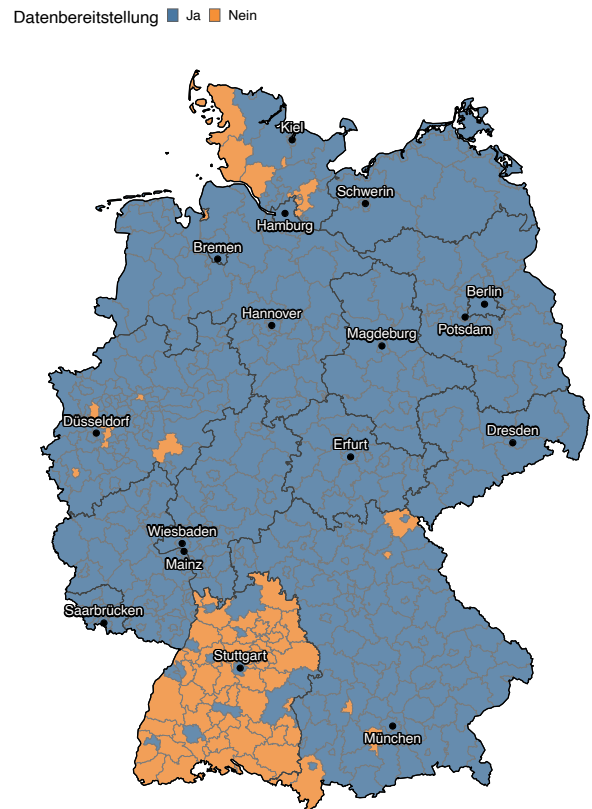 Datenbereitstellung Ja Nein
Kiel
Schwerin
Hamburg
Bremen
Berlin
Hannover
Potsdam
Magdeburg
Düsseldorf
Dresden
Erfurt
Wiesbaden
Mainz
Saarbrücken
Stuttgart
München